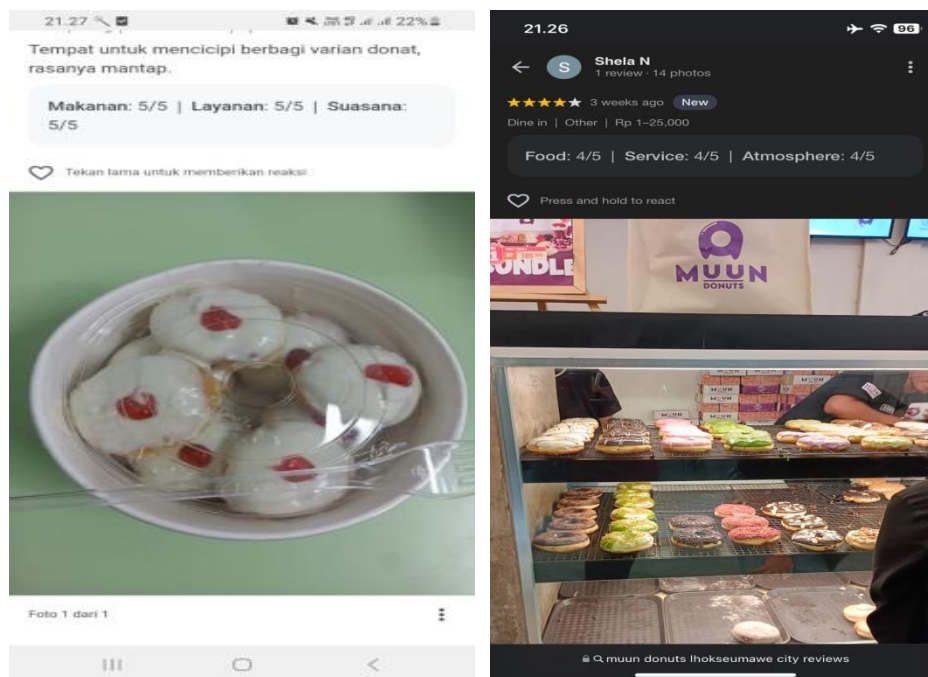 21.27
22%
Tempat untuk mencicipi berbagi varian donat,
rasanya mantap.
Makanan: 5/5 | Layanan: 5/5 | Suasana:
5/5
Tekan lama untuk memberikan reaksi
Foto 1 dari 1
21.26
96
S
Shela N
1 review · 14 photos
3 weeks ago New
Dine in | Other | Rp 1–25,000
Food: 4/5 | Service: 4/5 | Atmosphere: 4/5
Press and hold to react
BUNDLE
MUUN
DONUTS
MUUN
muun donuts lhokseumawe city reviews